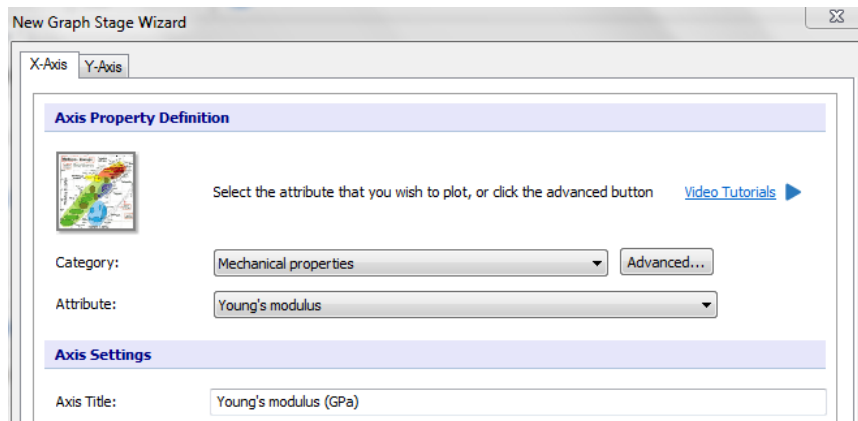 New Graph Stage Wizard
X-Axis Y-Axis
Axis Property Definition
Select the attribute that you wish to plot, or click the advanced button Video Tutorials
Category: Mechanical properties Advanced...
Attribute: Young's modulus
Axis Settings
Axis Title: Young's modulus (GPa)